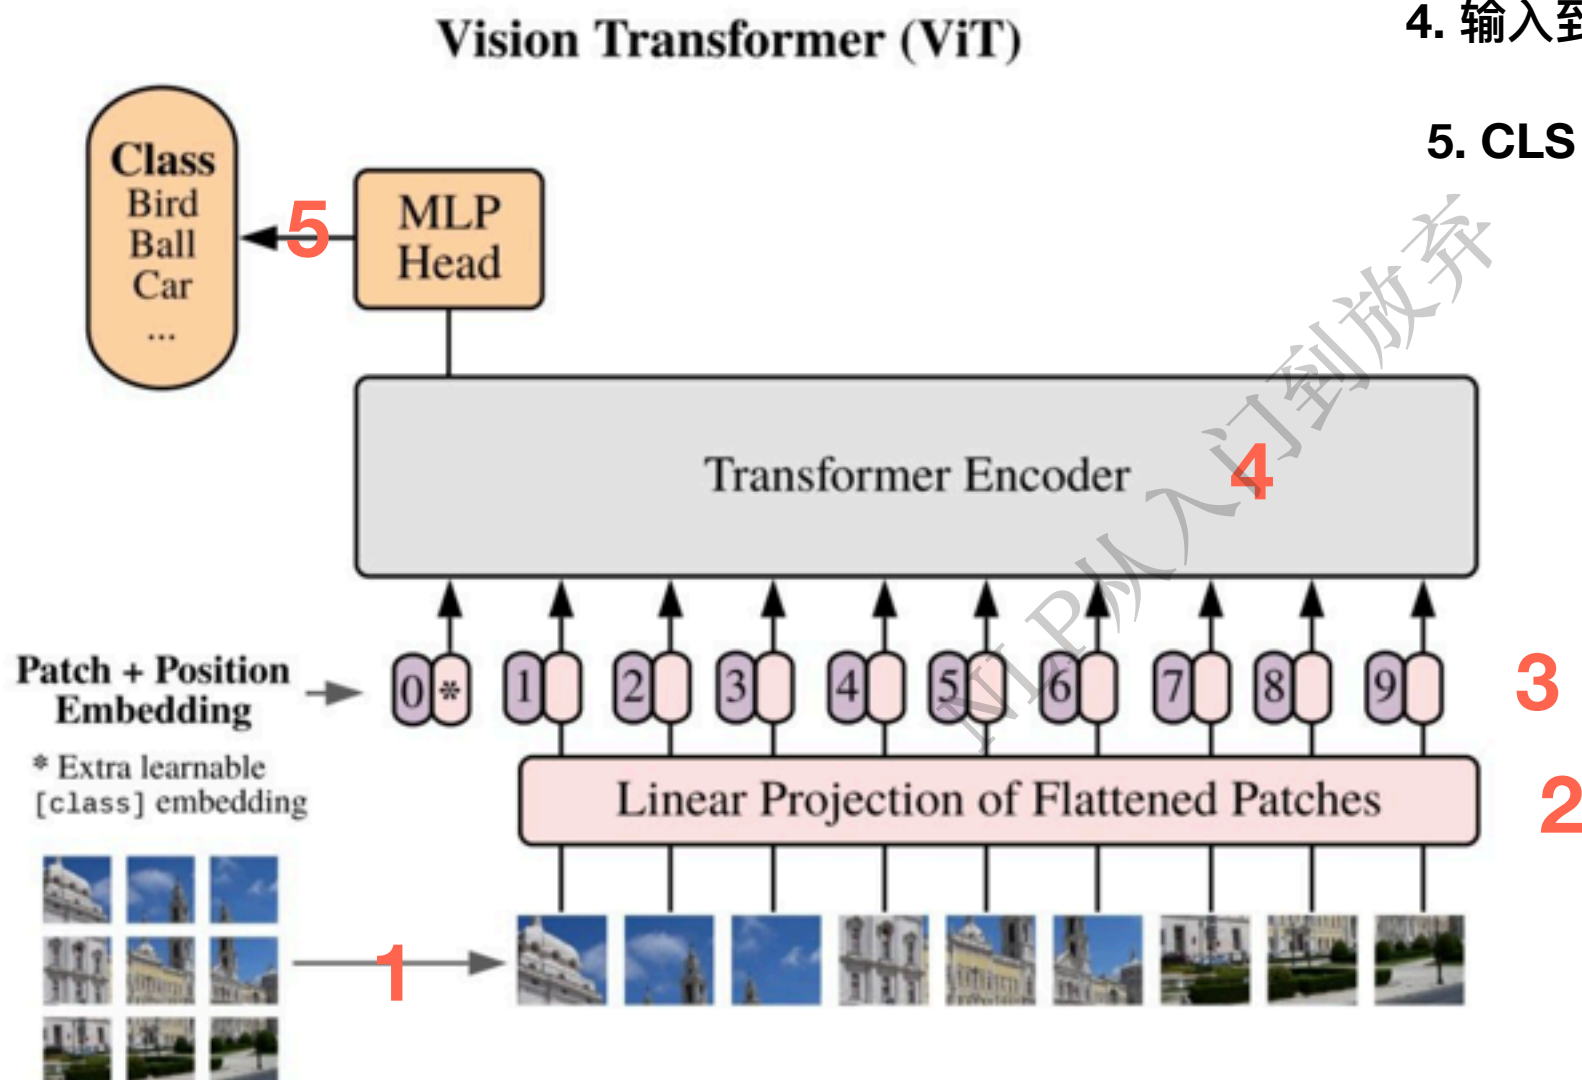 Vision Transformer (ViT)
4. 输入到
5. CLS
Class
Bird
Ball
Car
...
5
MLP
Head
Transformer Encoder
4
NLP从入门到放弃
Patch + Position
Embedding
0 * 1 2 3 4 5 6 7 8 9
3
* Extra learnable
[class] embedding
Linear Projection of Flattened Patches
2
1